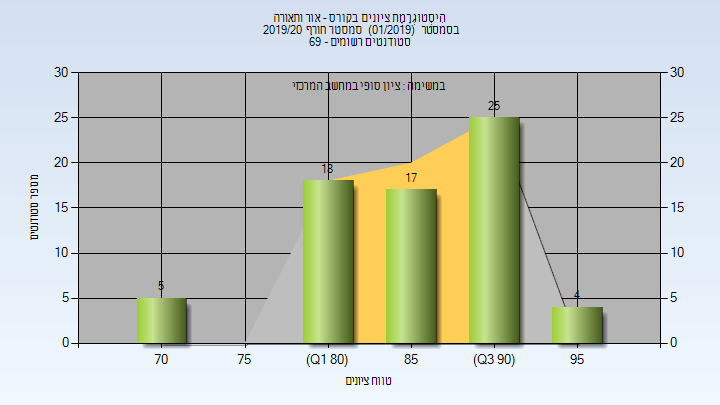 היסטוגרמת ציונים בקורס - אור ותאורה
בסמסטר (01/2019) סמסטר חורף 2019/20
סטודנטים רשומים - 69
במשימה : ציון סופי במחשב המרכזי
30 30
25 25
20 20
15 15
10 10
5 5
0 0
5 18 17 25 4
מספר סטודנטים
70 75 (Q1 80) 85 (Q3 90) 95
טווח ציונים